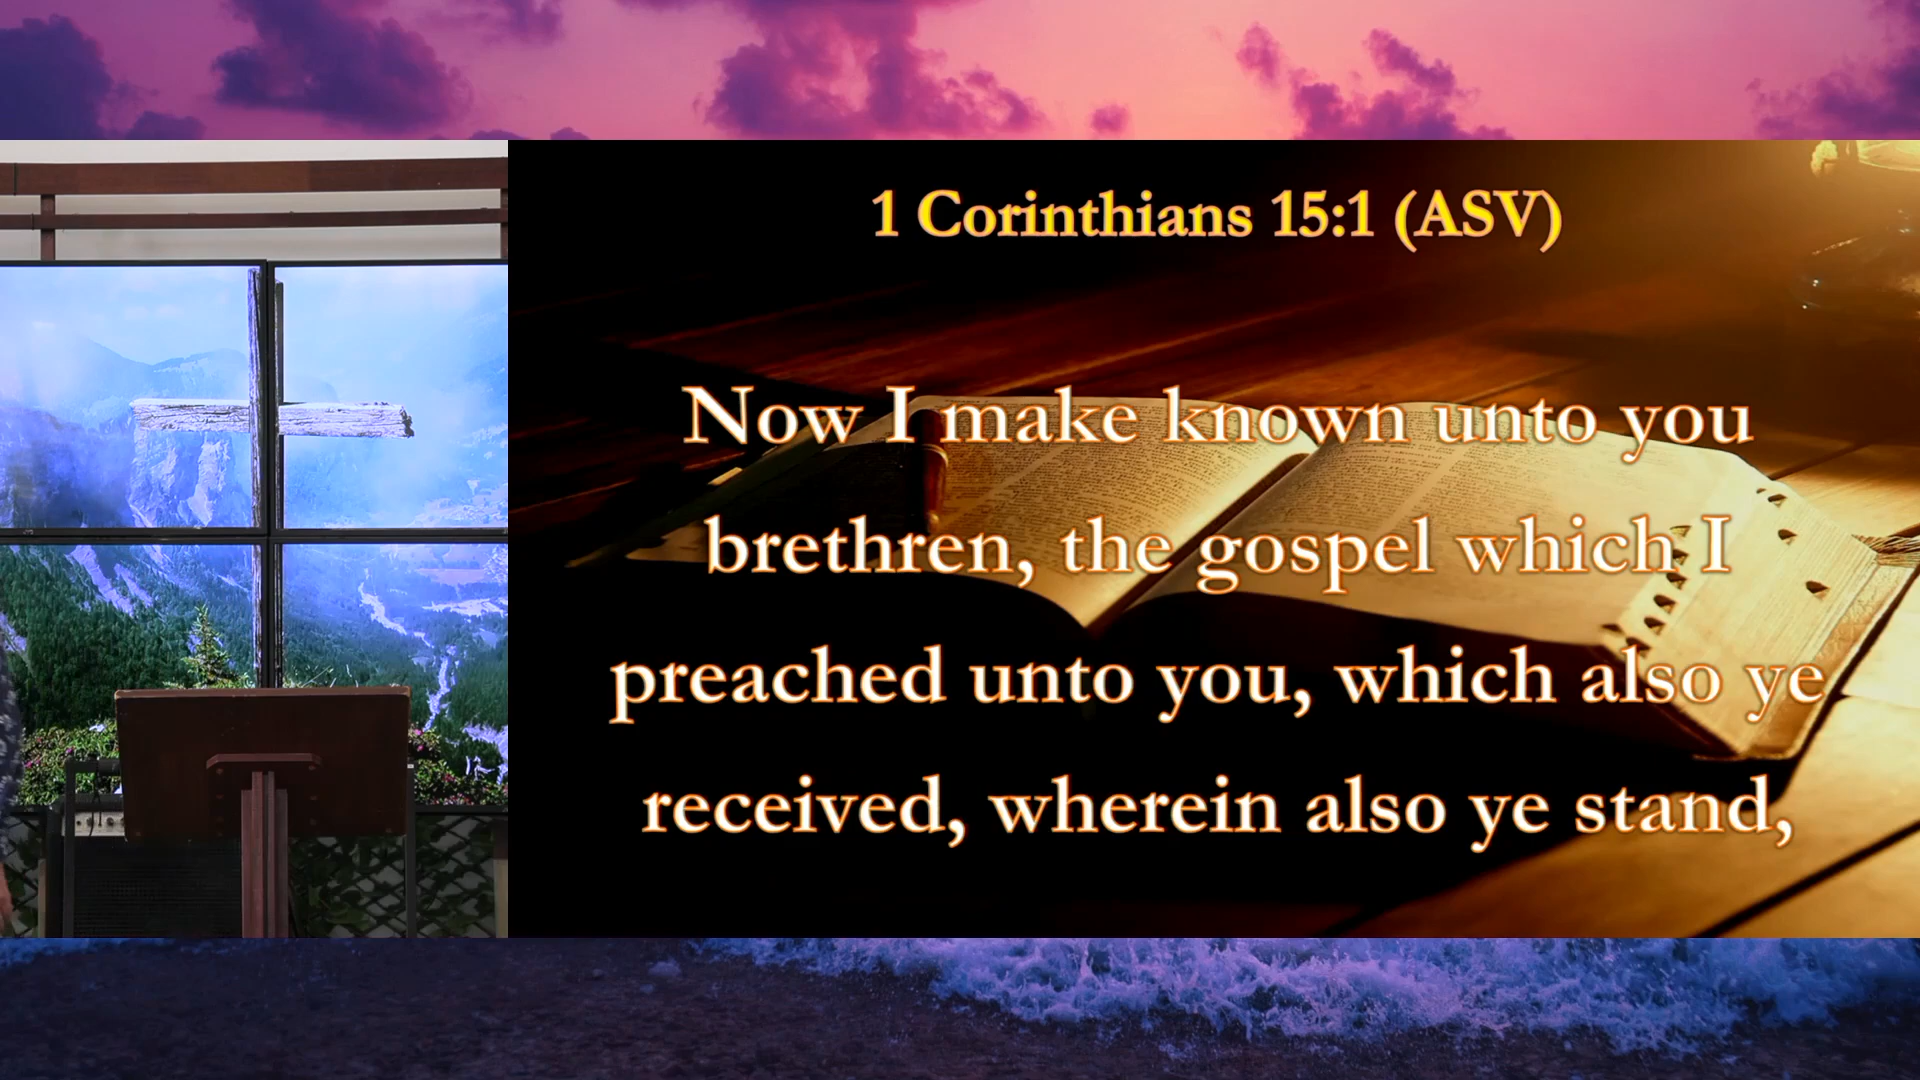 1 Corinthians 15:1 (ASV)
Now I make known unto you
brethren, the gospel which I
preached unto you, which also ye
received, wherein also ye stand,